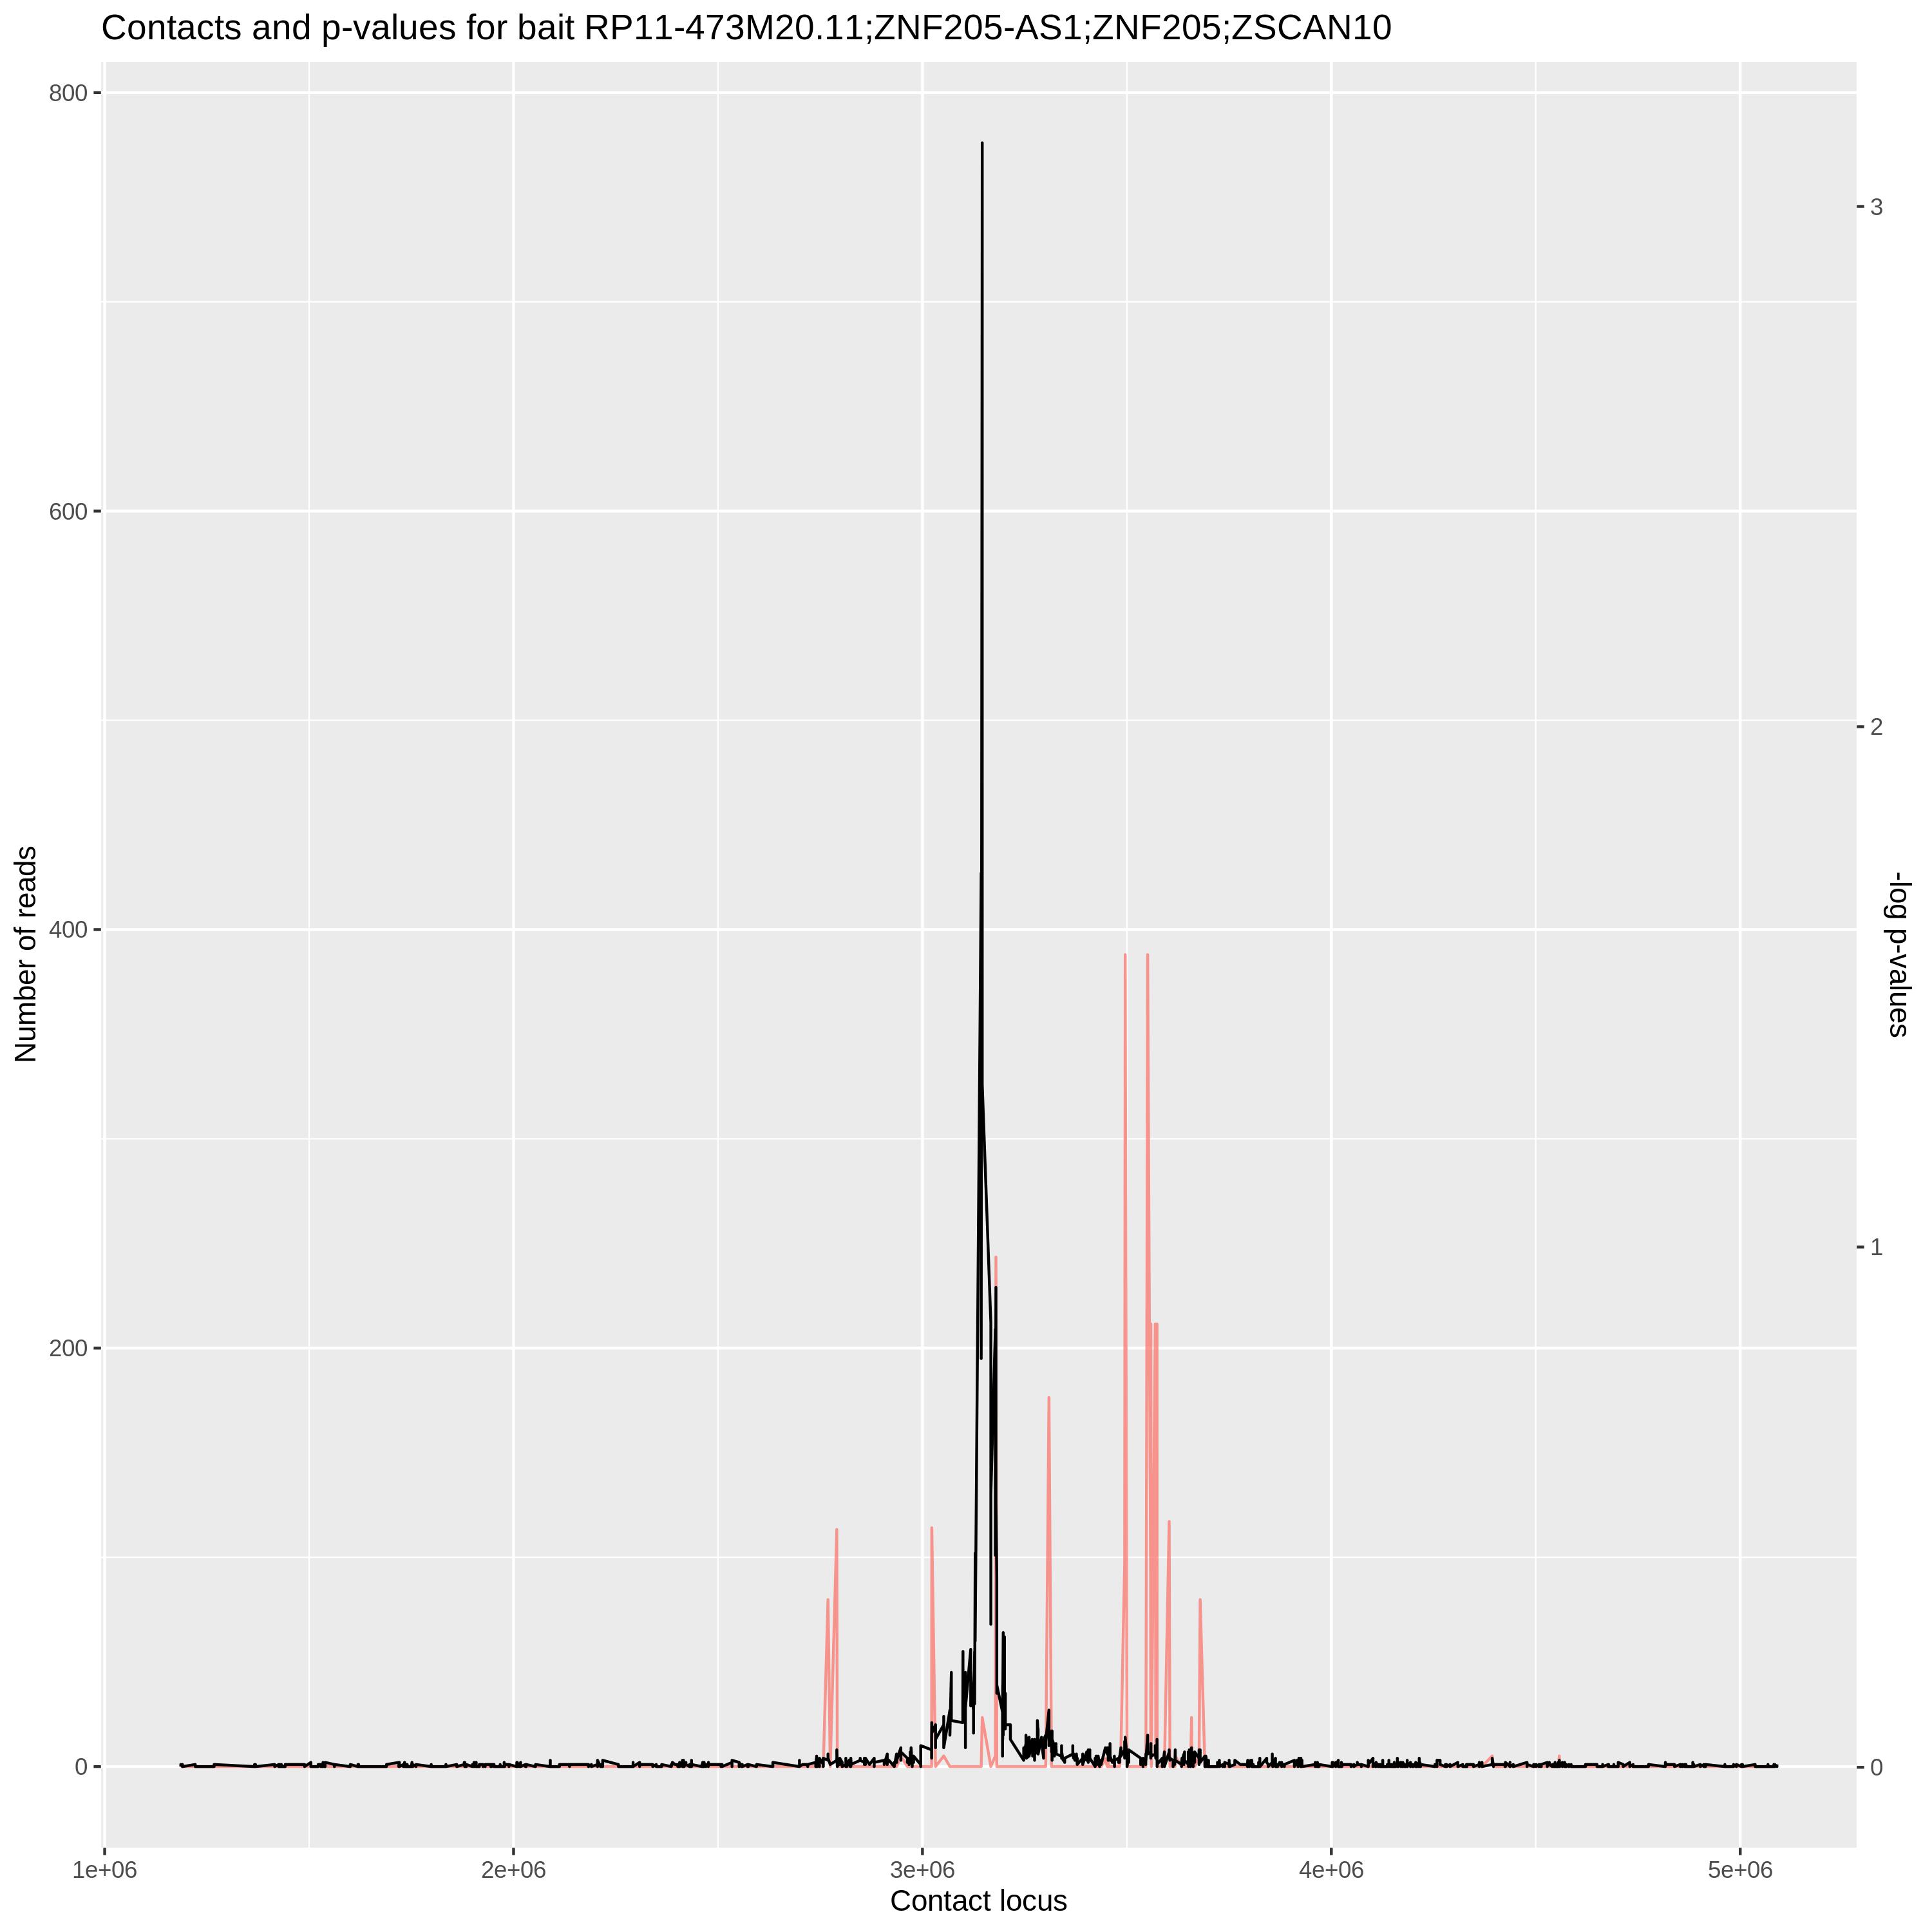 Contacts and p-values for bait RP11-473M20.11;ZNF205-AS1;ZNF205;ZSCAN10
800
600
400
200
0
Number of reads
3
2
1
0
-log p-values
1e+06
2e+06
3e+06
4e+06
5e+06
Contact locus